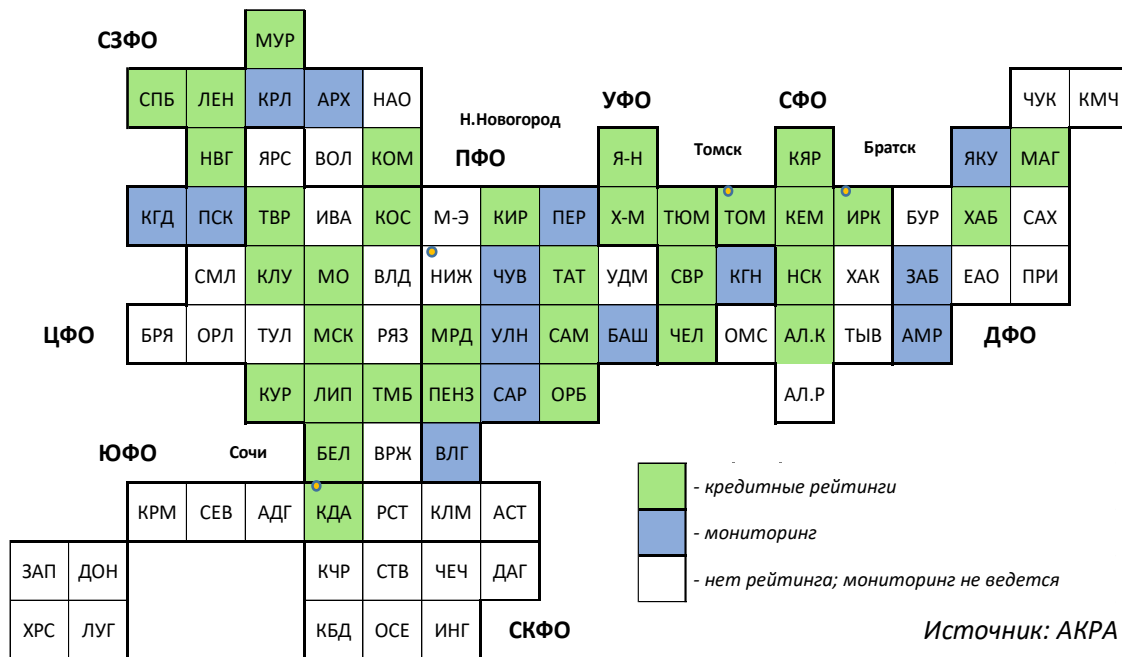 МУР
СЗФО
СПБ ЛЕН КРЛ АРХ НАО УФО СФО ЧУК КМЧ
Н.Новогород
НВГ ЯРС ВОЛ КОМ ПФО Я-Н Томск КЯР Братск ЯКУ МАГ
КГД ПСК ТВР ИВА КОС М-Э КИР ПЕР Х-М ТЮМ ТОМ КЕМ ИРК БУР ХАБ САХ
СМЛ КЛУ МО ВЛД НИЖ ЧУВ ТАТ УДМ СВР КГН НСК ХАК ЗАБ ЕАО ПРИ
ЦФО БРЯ ОРЛ ТУЛ МСК РЯЗ МРД УЛН САМ БАШ ЧЕЛ ОМС АЛ.К ТЫВ АМР ДФО
КУР ЛИП ТМБ ПЕНЗ САР ОРБ АЛ.Р
ЮФО Сочи БЕЛ ВРЖ ВЛГ
- кредитные рейтинги
КРМ СЕВ АДГ КДА РСТ КЛМ АСТ
- мониторинг
ЗАП ДОН КЧР СТВ ЧЕЧ ДАГ
- нет рейтинга; мониторинг не ведется
ХРС ЛУГ КБД ОСЕ ИНГ СКФО
Источник: АКРА